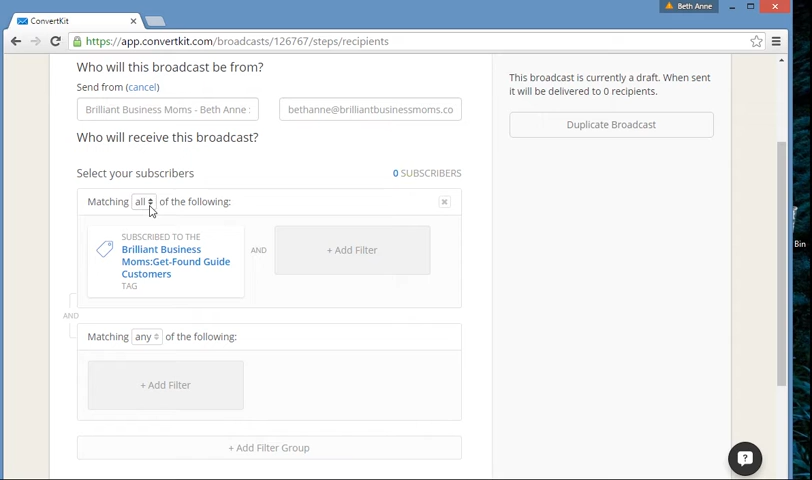 Beth Anne
ConvertKit
https://app.convertkit.com/broadcasts/126767/steps/recipients
Who will this broadcast be from?
Send from (cancel)
Brilliant Business Moms - Beth Anne :
bethanne@brilliantbusinessmoms.co
This broadcast is currently a draft. When sent
it will be delivered to 0 recipients.
Duplicate Broadcast
Who will receive this broadcast?
Select your subscribers
0 SUBSCRIBERS
Matching all of the following:
SUBSCRIBED TO THE
Brilliant Business
Moms:Get-Found Guide
Customers
TAG
AND
+ Add Filter
AND
Matching any of the following:
+ Add Filter
+ Add Filter Group
Bin